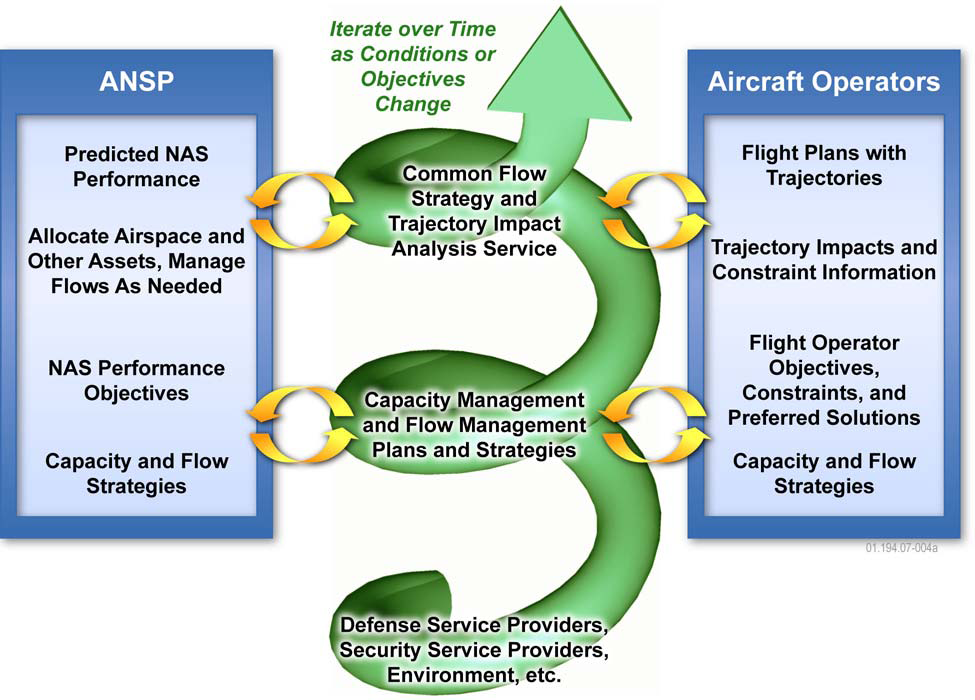 Iterate over Time
as Conditions or
Objectives
Change
ANSP
Predicted NAS
Performance
Allocate Airspace and
Other Assets, Manage
Flows As Needed
NAS Performance
Objectives
Capacity and Flow
Strategies
Common Flow
Strategy and
Trajectory Impact
Analysis Service
Capacity Management
and Flow Management
Plans and Strategies
Defense Service Providers,
Security Service Providers,
Environment, etc.
Aircraft Operators
Flight Plans with
Trajectories
Trajectory Impacts and
Constraint Information
Flight Operator
Objectives,
Constraints, and
Preferred Solutions
Capacity and Flow
Strategies
01.194.07-004a